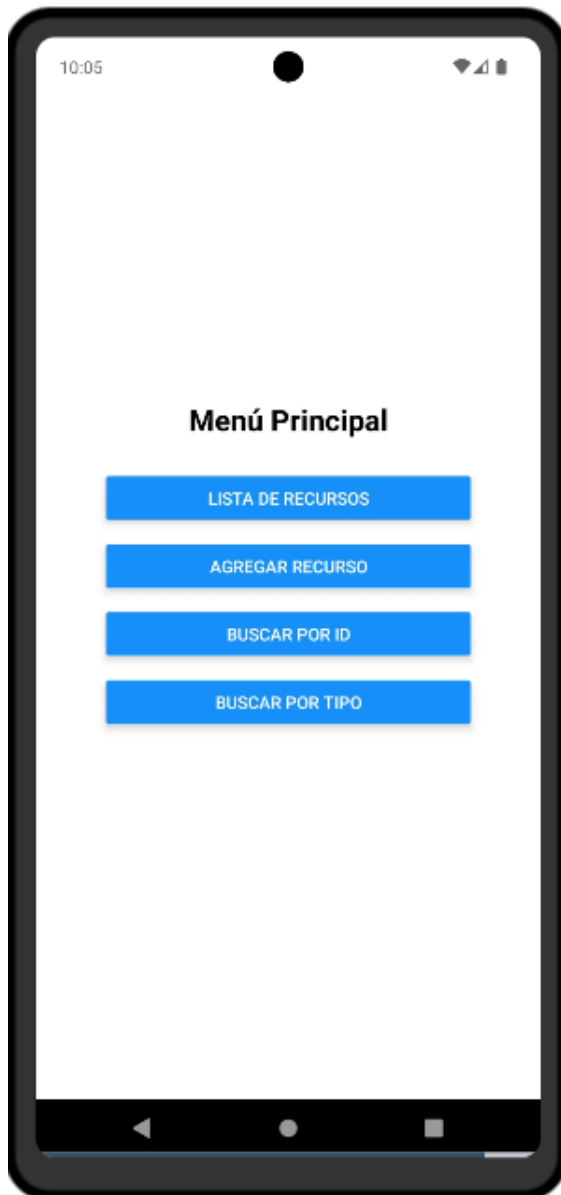 10:05
Menú Principal
LISTA DE RECURSOS
AGREGAR RECURSO
BUSCAR POR ID
BUSCAR POR TIPO